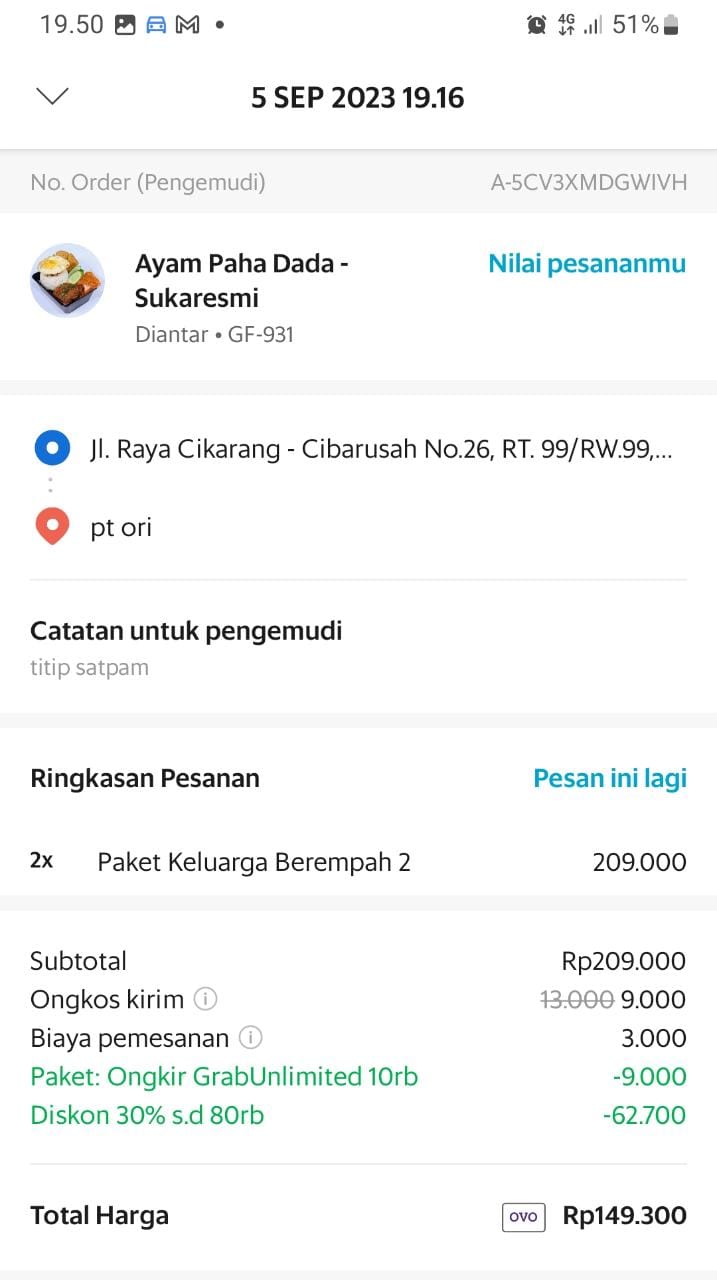 19.50
4G
51%
5 SEP 2023 19.16
No. Order (Pengemudi) A-5CV3XMDGWIVH
Ayam Paha Dada - Nilai pesananmu
Sukaresmi
Diantar • GF-931
Jl. Raya Cikarang - Cibarusah No.26, RT. 99/RW.99,...
pt ori
Catatan untuk pengemudi
titip satpam
Ringkasan Pesanan Pesan ini lagi
2x Paket Keluarga Berempah 2 209.000
Subtotal Rp209.000
Ongkos kirim 13.000 9.000
Biaya pemesanan 3.000
Paket: Ongkir GrabUnlimited 10rb -9.000
Diskon 30% s.d 80rb -62.700
Total Harga OVO Rp149.300